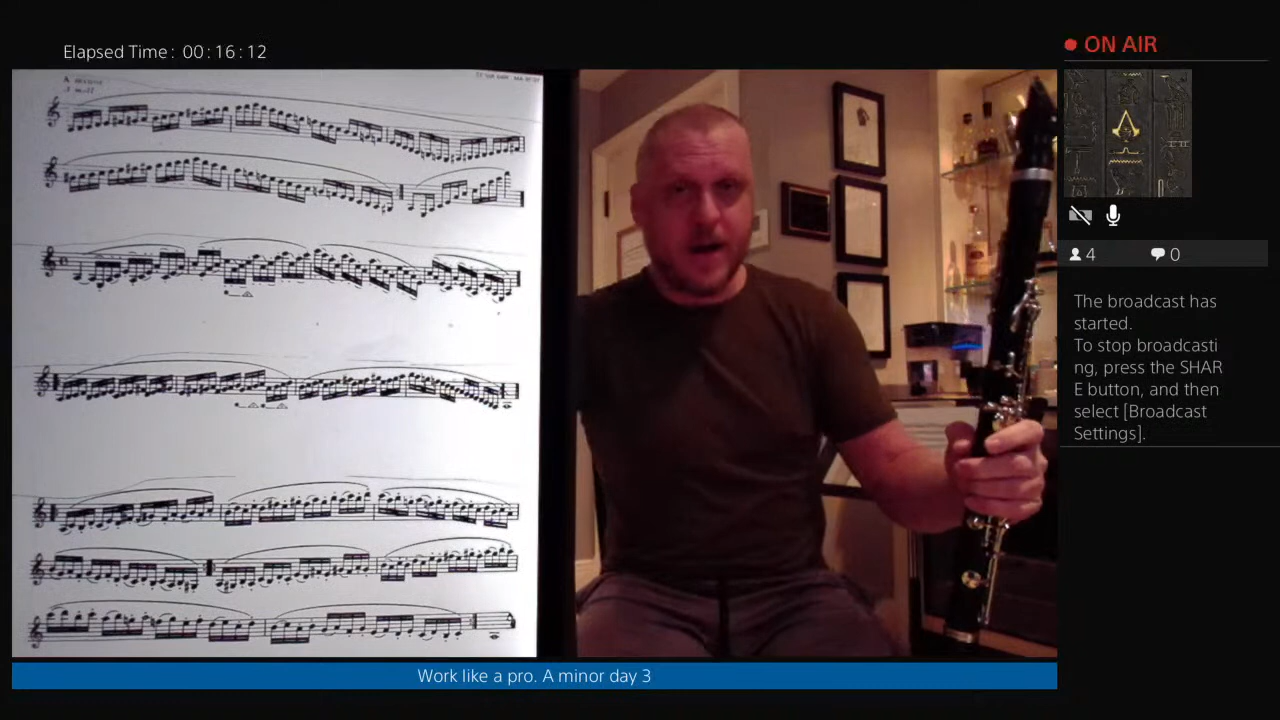 Elapsed Time: 00:16:12
ON AIR
4
0
The broadcast has
started.
To stop broadcasti
ng, press the SHAR
E button, and then
select [Broadcast
Settings].
Work like a pro. A minor day 3